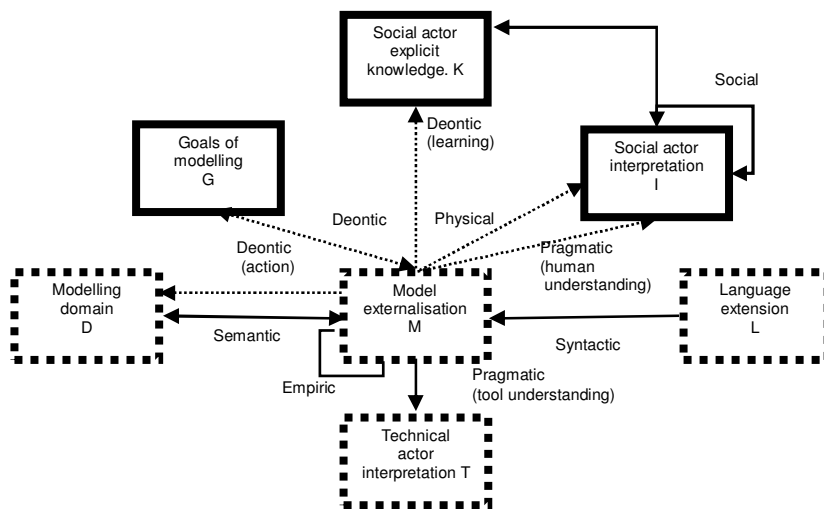 Social actor
explicit
knowledge. K
Social
Deontic
(learning)
Goals of
modelling
G
Social actor
interpretation
I
Deontic
Physical
Deontic
(action)
Pragmatic
(human
understanding)
Modelling
domain
D
Model
externalisation
M
Language
extension
L
Semantic
Syntactic
Empiric
Pragmatic
(tool understanding)
Technical
actor
interpretation T